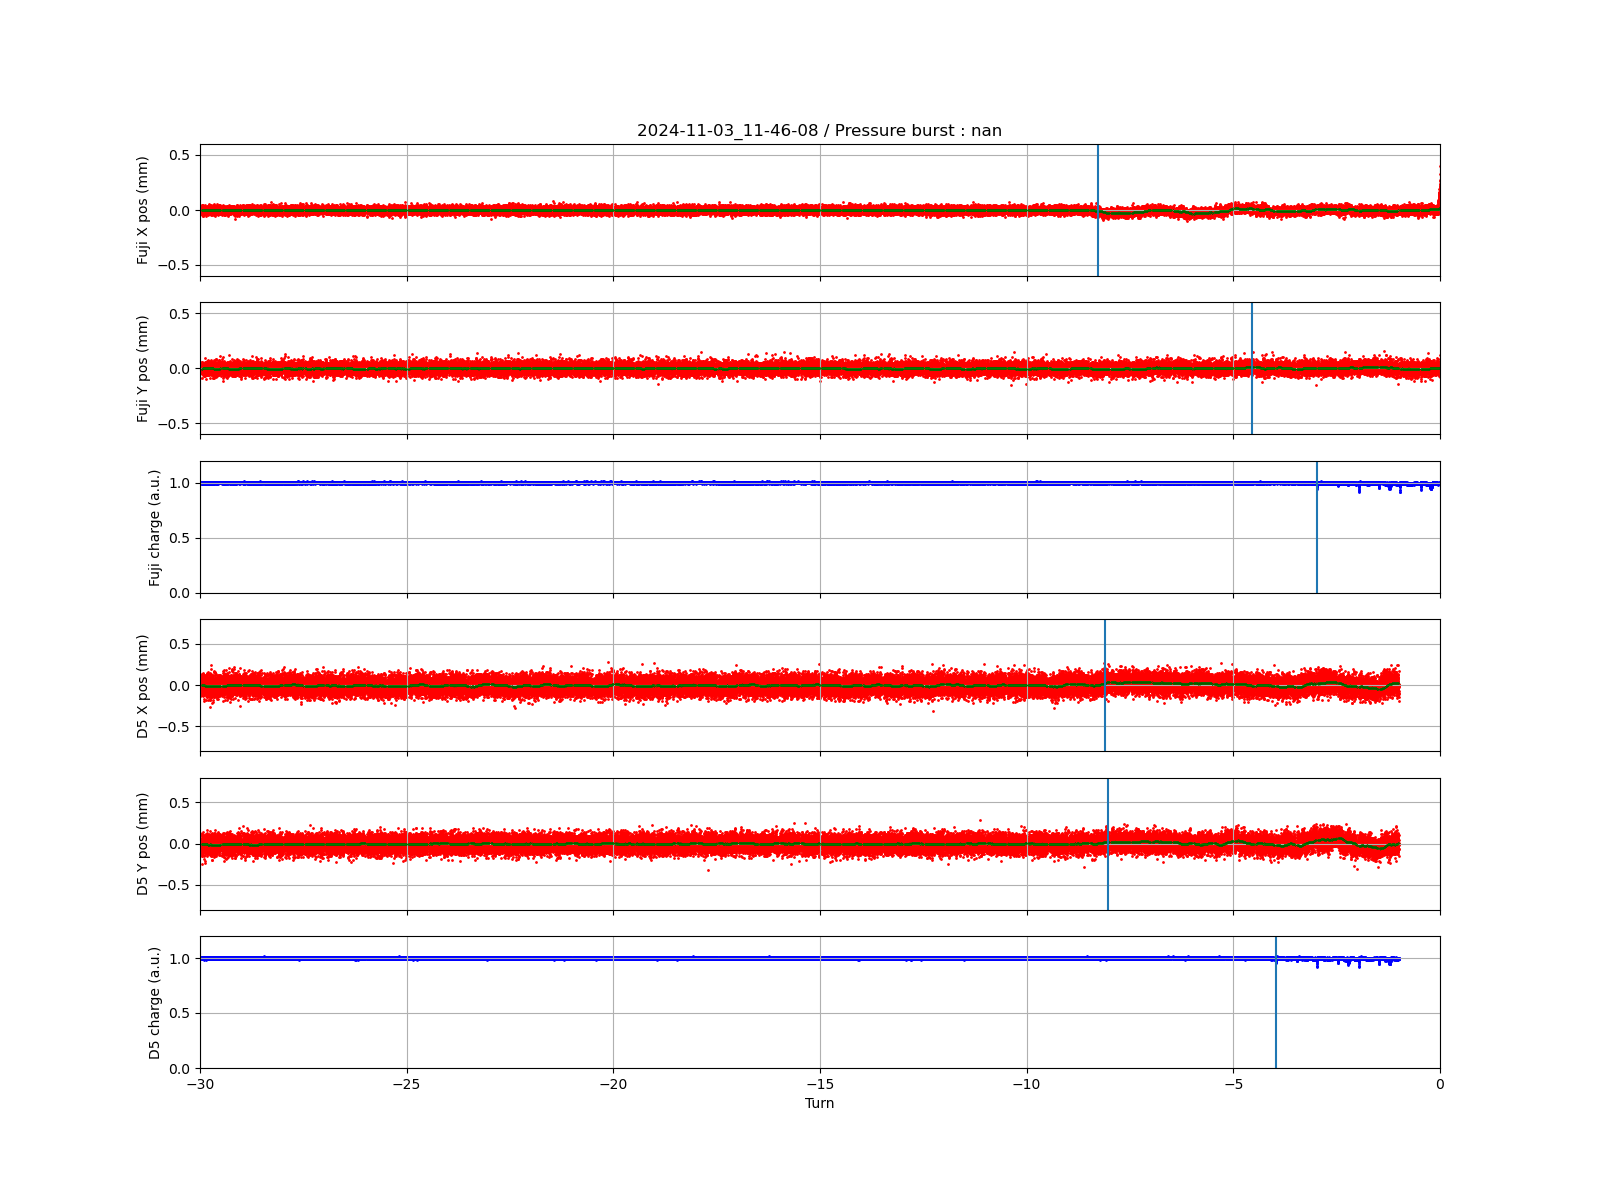 2024-11-03_11-46-08 / Pressure burst : nan
Fuji X pos (mm)
0.5
0.0
−0.5
Fuji Y pos (mm)
0.5
0.0
−0.5
Fuji charge (a.u.)
1.0
0.5
0.0
D5 X pos (mm)
0.5
0.0
−0.5
D5 Y pos (mm)
0.5
0.0
−0.5
D5 charge (a.u.)
1.0
0.5
0.0
−30 −25 −20 −15 −10 −5 0
Turn